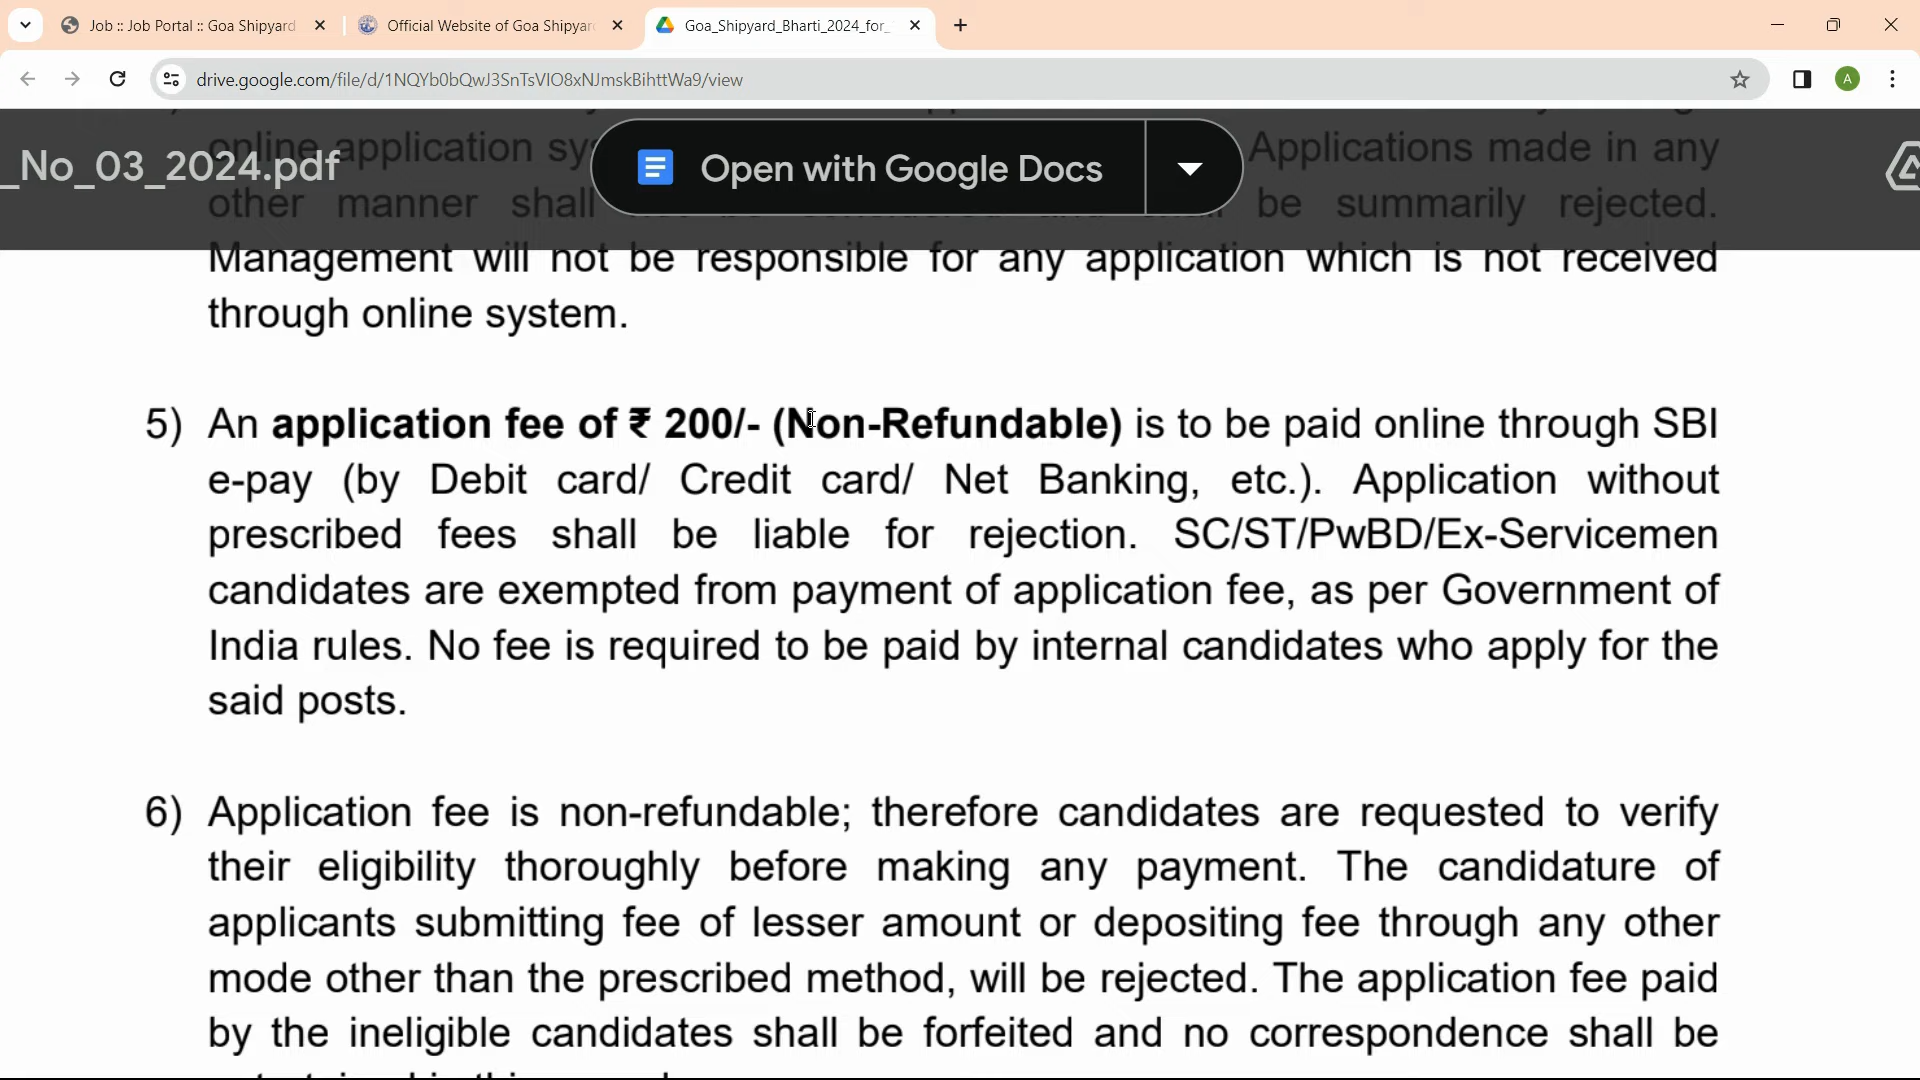 Job :: Job Portal :: Goa Shipyard
Official Website of Goa Shipyar
Goa_Shipyard_Bharti_2024_for_
drive.google.com/file/d/1NQYb0bQwJ3SnTsVIO8xNJmskBihttWa9/view
A
_No_03_2024.pdf
Open with Google Docs
online application sys Applications made in any
other manner shall not be considered and shall be summarily rejected.
Management will not be responsible for any application which is not received
through online system.
5) An application fee of ₹ 200/- (Non-Refundable) is to be paid online through SBI
e-pay (by Debit card/ Credit card/ Net Banking, etc.). Application without
prescribed fees shall be liable for rejection. SC/ST/PwBD/Ex-Servicemen
candidates are exempted from payment of application fee, as per Government of
India rules. No fee is required to be paid by internal candidates who apply for the
said posts.
6) Application fee is non-refundable; therefore candidates are requested to verify
their eligibility thoroughly before making any payment. The candidature of
applicants submitting fee of lesser amount or depositing fee through any other
mode other than the prescribed method, will be rejected. The application fee paid
by the ineligible candidates shall be forfeited and no correspondence shall be